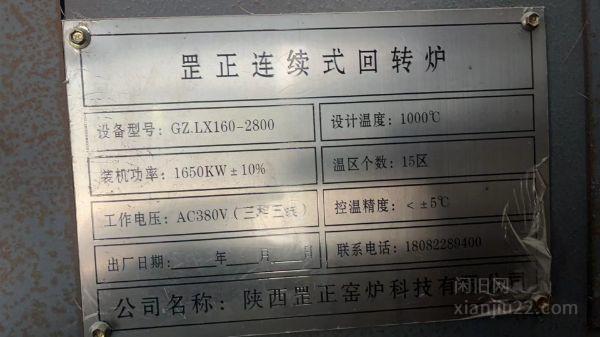 罡正连续式回转炉
设备型号: GZ.LX160-2800
设计温度: 1000℃
装机功率: 1650KW±10%
温区个数: 15区
工作电压: AC380V(三相三线)
控温精度: <±5℃
出厂日期: 年 月 日
联系电话: 18082289400
公司名称: 陕西罡正窑炉科技有限公司
闲旧网
xianjiu22.com